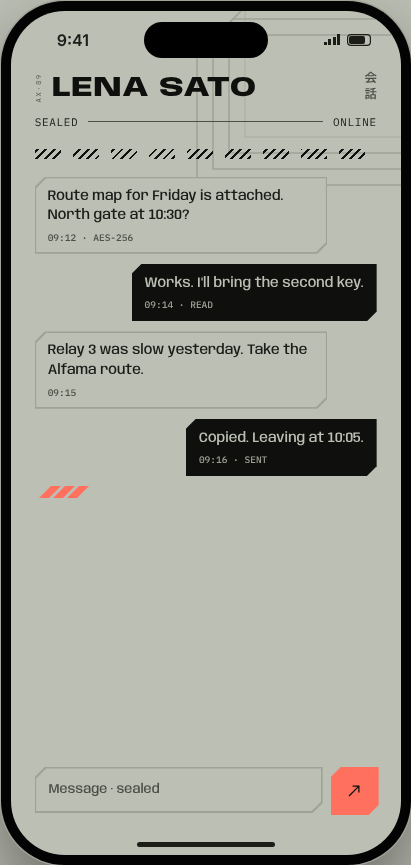 9:41
AX-09
LENA SATO
会話
SEALED
ONLINE
Route map for Friday is attached.
North gate at 10:30?
09:12 · AES-256
Works. I'll bring the second key.
09:14 · READ
Relay 3 was slow yesterday. Take the
Alfama route.
09:15
Copied. Leaving at 10:05.
09:16 · SENT
Message · sealed